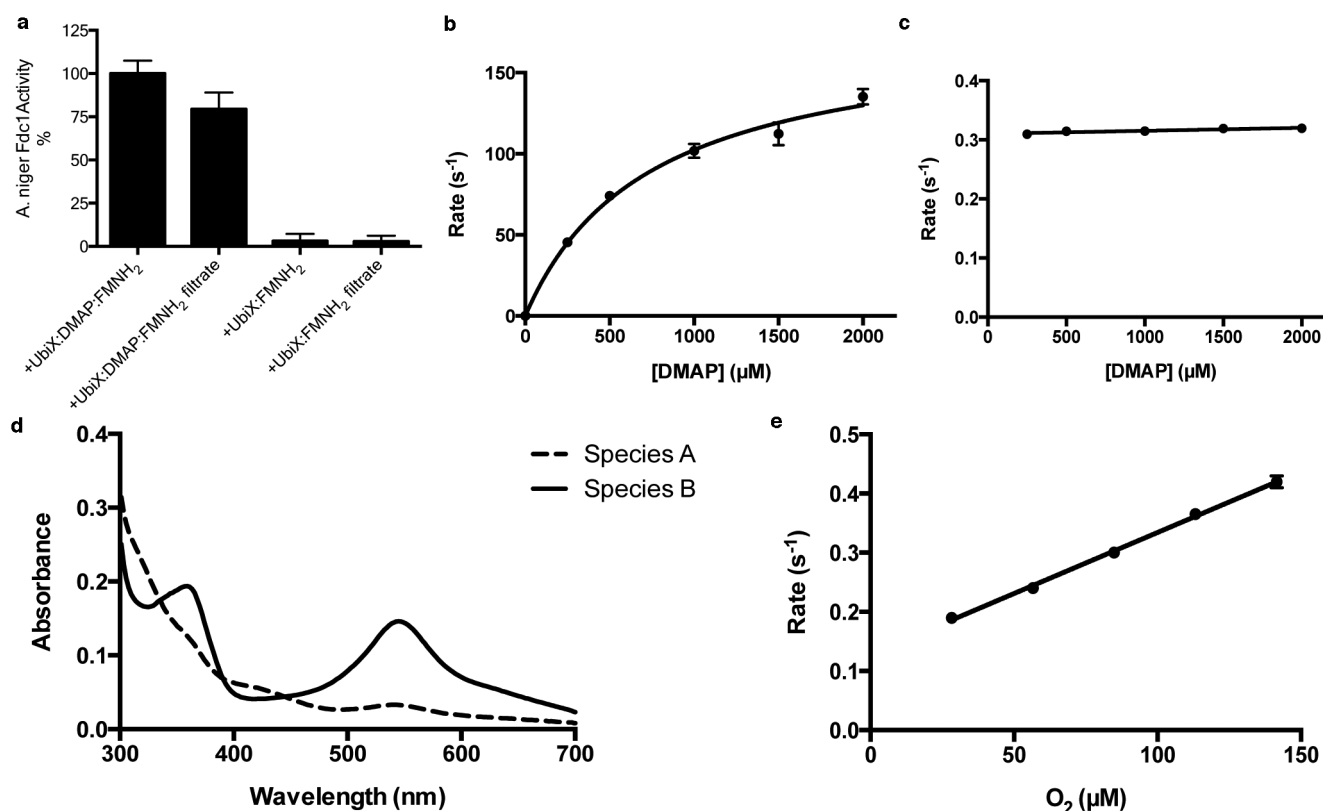 a
A. niger Fdc1Activity
%
125
100
75
50
25
0
+UbiX:DMAP:FMNH₂
+UbiX:DMAP:FMNH₂ filtrate
+UbiX:FMNH₂
+UbiX:FMNH₂ filtrate
b
Rate (s⁻¹)
150
100
50
0
0 500 1000 1500 2000
[DMAP] (µM)
c
Rate (s⁻¹)
0.4
0.3
0.2
0.1
0.0
0 500 1000 1500 2000
[DMAP] (µM)
d
Absorbance
0.4
0.3
0.2
0.1
0.0
300 400 500 600 700
Wavelength (nm)
Species A
Species B
e
Rate (s⁻¹)
0.5
0.4
0.3
0.2
0.1
0.0
0 50 100 150
O₂ (µM)